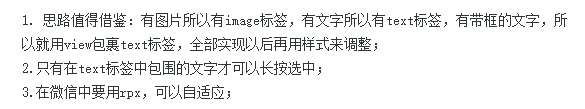 1. 思路值得借鉴：有图片所以有image标签，有文字所以有text标签，有带框的文字，所
以就用view包裹text标签，全部实现以后再用样式来调整；
2.只有在text标签中包围的文字才可以长按选中；
3.在微信中要用rpx，可以自适应；